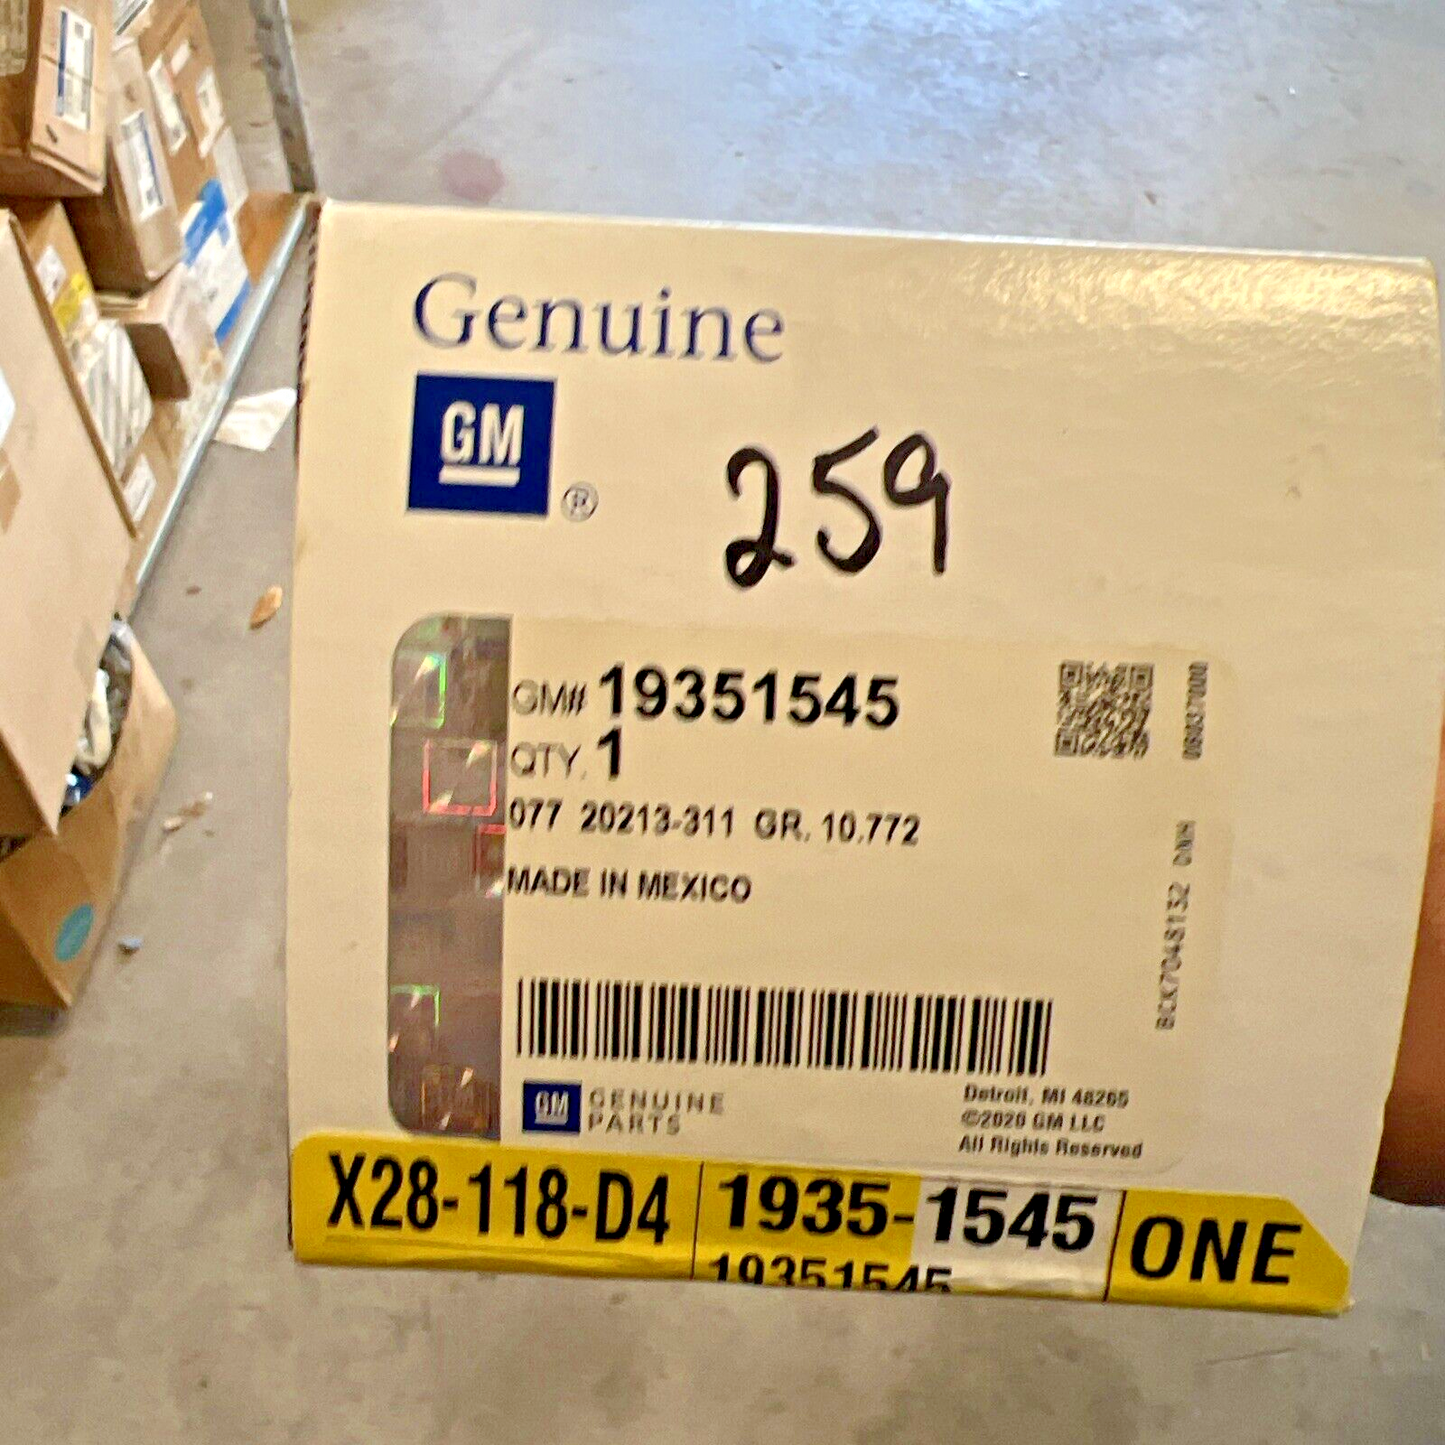 Genuine
GM
®
259
GM# 19351545
QTY. 1
077 20213-311 GR. 10.772
MADE IN MEXICO
GM GENUINE
PARTS
Detroit, MI 48265
©2020 GM LLC
All Rights Reserved
X28-118-D4
1935-1545
19351545
ONE